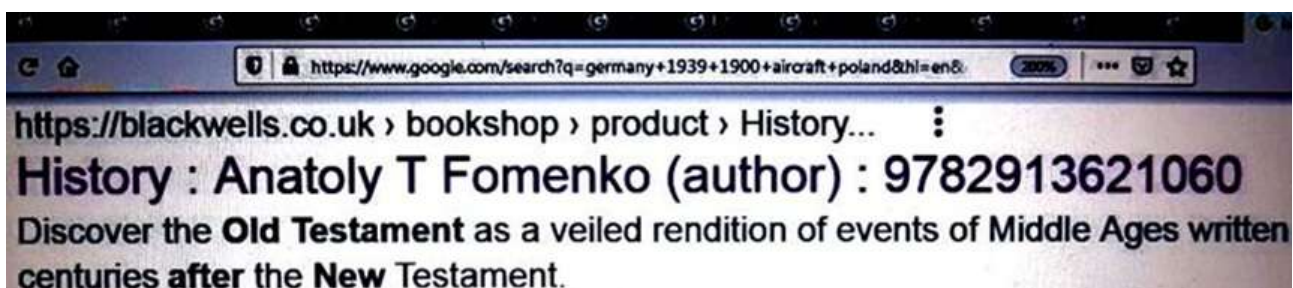 https://www.google.com/search?q=germany+1939+1900+aircraft+poland&hl=en&
200%
https://blackwells.co.uk › bookshop › product › History...
History : Anatoly T Fomenko (author) : 9782913621060
Discover the Old Testament as a veiled rendition of events of Middle Ages written
centuries after the New Testament.